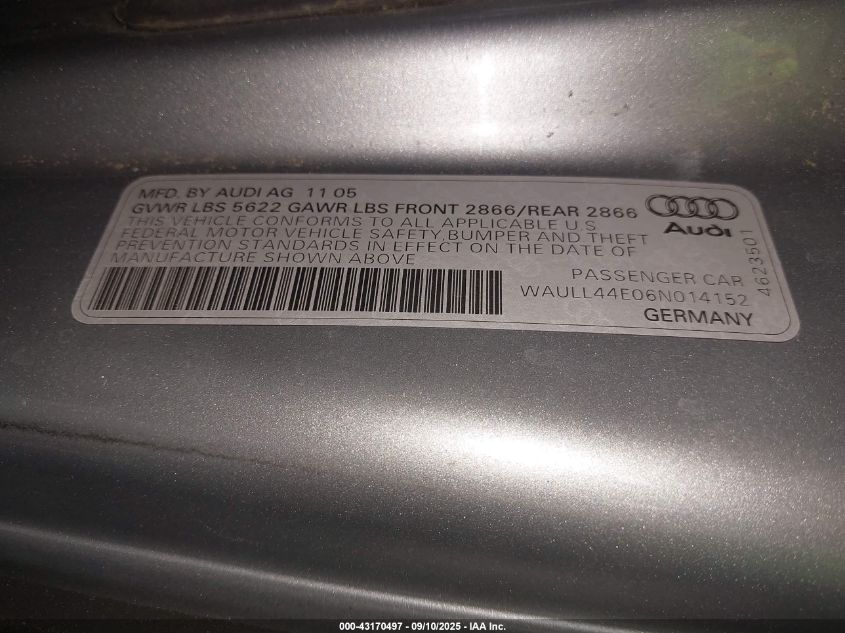 MFD. BY AUDI AG 11 05
GVWR LBS 5622 GAWR LBS FRONT 2866/REAR 2866
THIS VEHICLE CONFORMS TO ALL APPLICABLE U.S
FEDERAL MOTOR VEHICLE SAFETY,BUMPER AND THEFT
PREVENTION STANDARDS IN EFFECT ON THE DATE OF
MANUFACTURE SHOWN ABOVE
Audi
4623501
PASSENGER CAR
WAULL44E06N014152
GERMANY
000-43170497 - 09/10/2025 - IAA Inc.